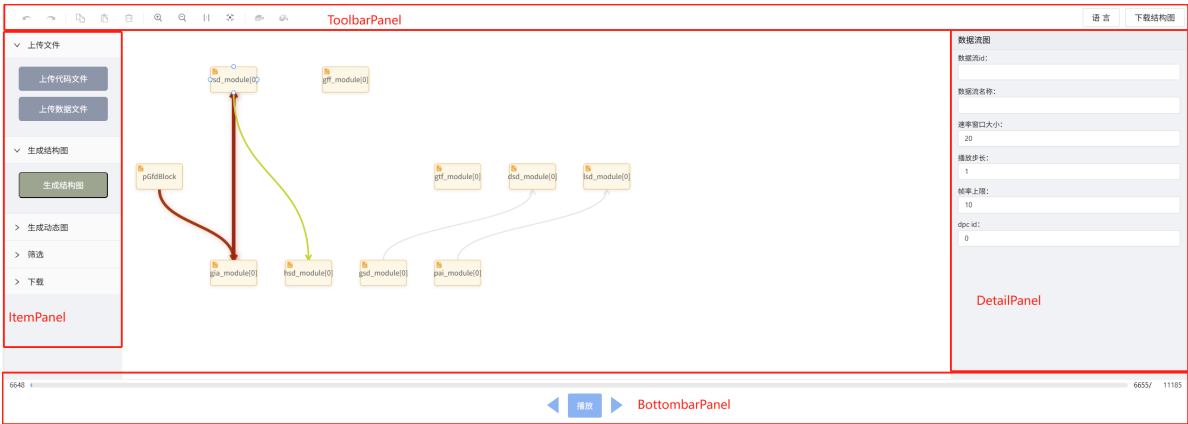 ToolbarPanel
语 言
下载结构图
上传文件
上传代码文件
上传数据文件
生成结构图
生成结构图
生成动态图
筛选
下载
ItemPanel
sd_module[0]
gff_module[0]
pGfdBlock
gtf_module[0]
dsd_module[0]
lsd_module[0]
gia_module[0]
hsd_module[0]
gsd_module[0]
pai_module[0]
数据流图
数据流id:
数据流名称:
速率窗口大小:
20
播放步长:
1
帧率上限:
10
dpc id:
0
DetailPanel
6648
6655/ 11185
播放
BottombarPanel